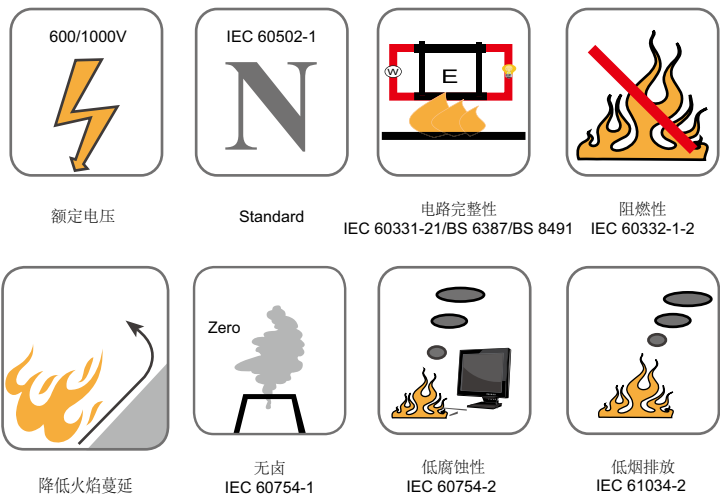 600/1000V
IEC 60502-1
N
W
E
额定电压
Standard
电路完整性
IEC 60331-21/BS 6387/BS 8491
阻燃性
IEC 60332-1-2
Zero
降低火焰蔓延
无卤
IEC 60754-1
低腐蚀性
IEC 60754-2
低烟排放
IEC 61034-2